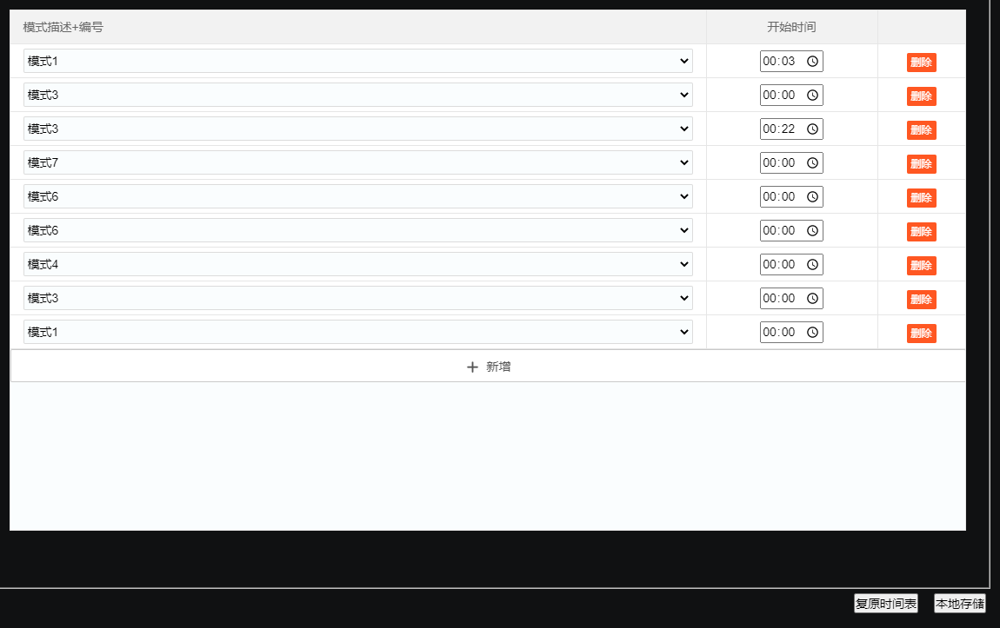 模式描述+编号 开始时间
模式1 00:03 删除
模式3 00:00 删除
模式3 00:22 删除
模式7 00:00 删除
模式6 00:00 删除
模式6 00:00 删除
模式4 00:00 删除
模式3 00:00 删除
模式1 00:00 删除
新增
复原时间表 本地存储